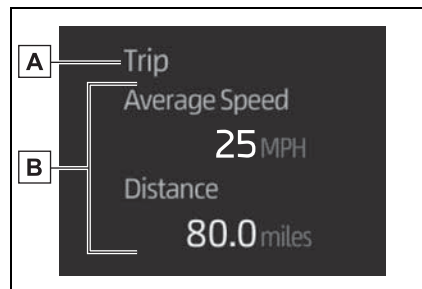 A
Trip
Average Speed
25 MPH
B
Distance
80.0 miles